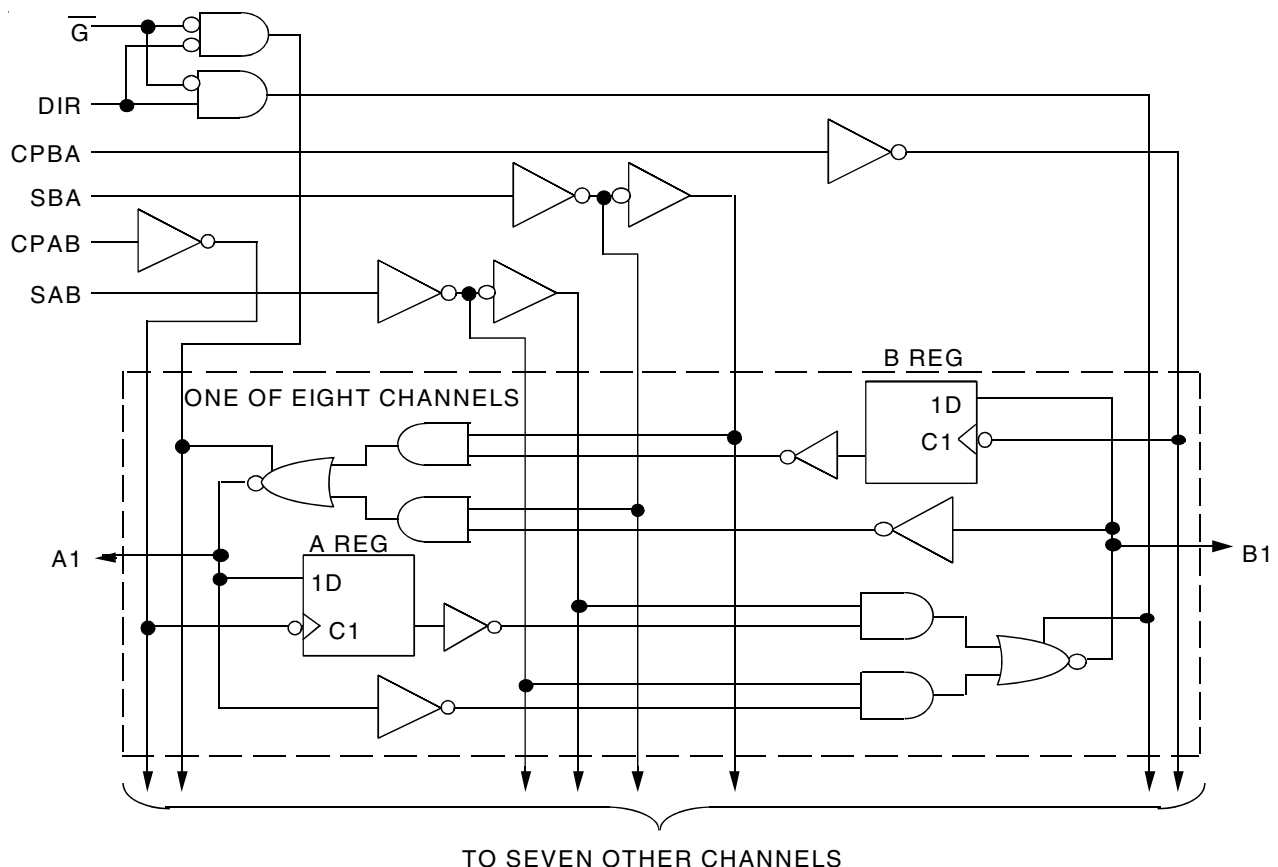 G̅
DIR
CPBA
SBA
CPAB
SAB
B REG
ONE OF EIGHT CHANNELS
1D
C1
A REG
A1
B1
1D
C1
TO SEVEN OTHER CHANNELS